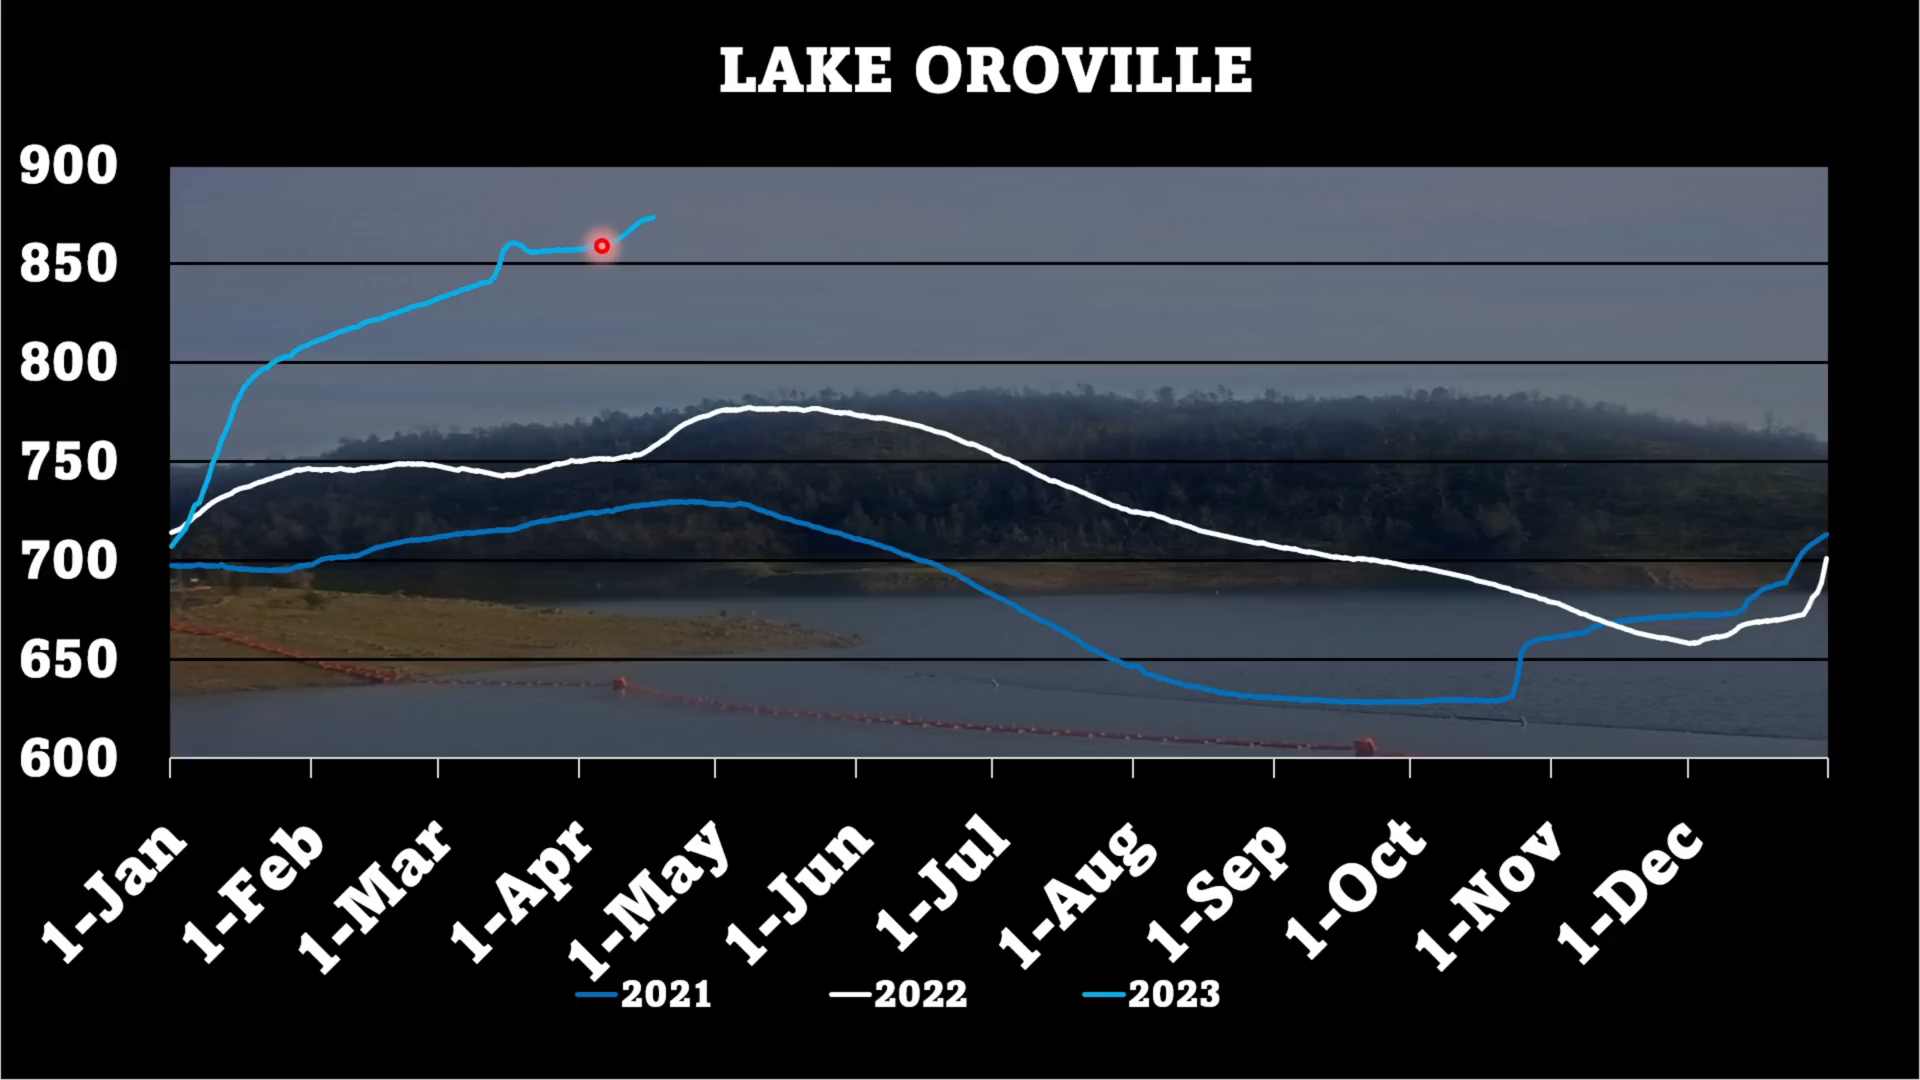 LAKE OROVILLE
900
850
800
750
700
650
600
1-Jan
1-Feb
1-Mar
1-Apr
1-May
1-Jun
1-Jul
1-Aug
1-Sep
1-Oct
1-Nov
1-Dec
2021 2022 2023